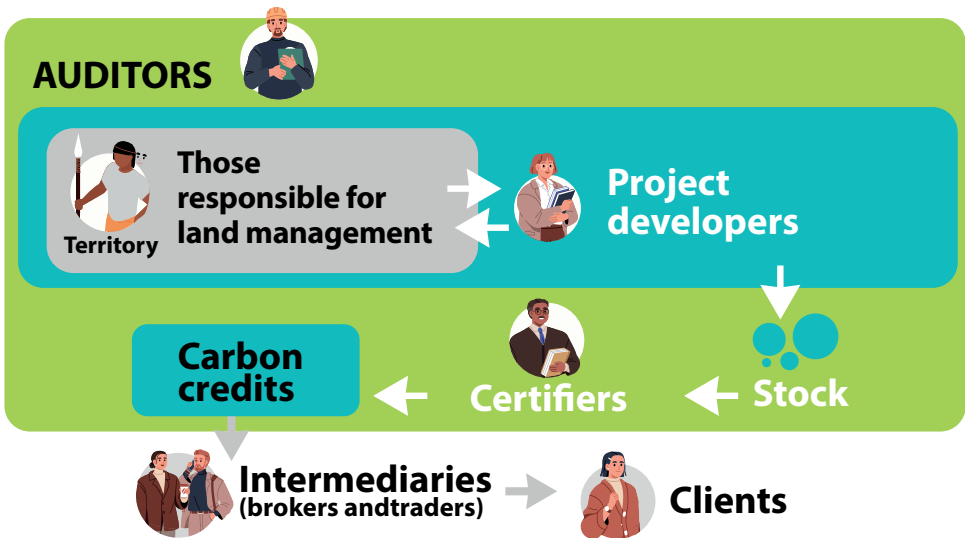 AUDITORS
Those
responsible for
land management
Territory
Project
developers
Carbon
credits
Certifiers
Stock
Intermediaries
(brokers andtraders)
Clients